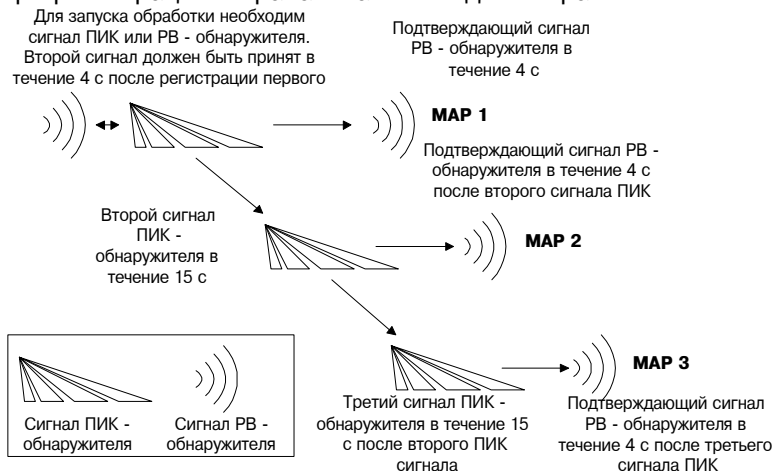 Для запуска обработки необходим
сигнал ПИК или РВ - обнаружителя.
Второй сигнал должен быть принят в
течение 4 с после регистрации первого
Подтверждающий сигнал
РВ - обнаружителя в
течение 4 с
МАР 1
Подтверждающий сигнал РВ -
обнаружителя в течение 4 с
после второго сигнала ПИК
Второй сигнал
ПИК -
обнаружителя в
течение 15 с
МАР 2
МАР 3
Сигнал ПИК -
обнаружителя
Сигнал РВ -
обнаружителя
Третий сигнал ПИК -
обнаружителя в течение 15
с после второго ПИК
сигнала
Подтверждающий сигнал
РВ - обнаружителя в
течение 4 с после третьего
сигнала ПИК